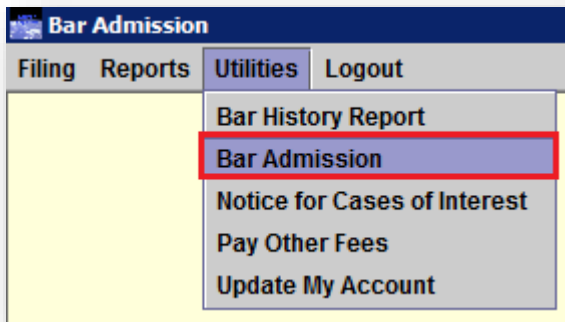 Bar Admission
Filing Reports Utilities Logout
Bar History Report
Bar Admission
Notice for Cases of Interest
Pay Other Fees
Update My Account